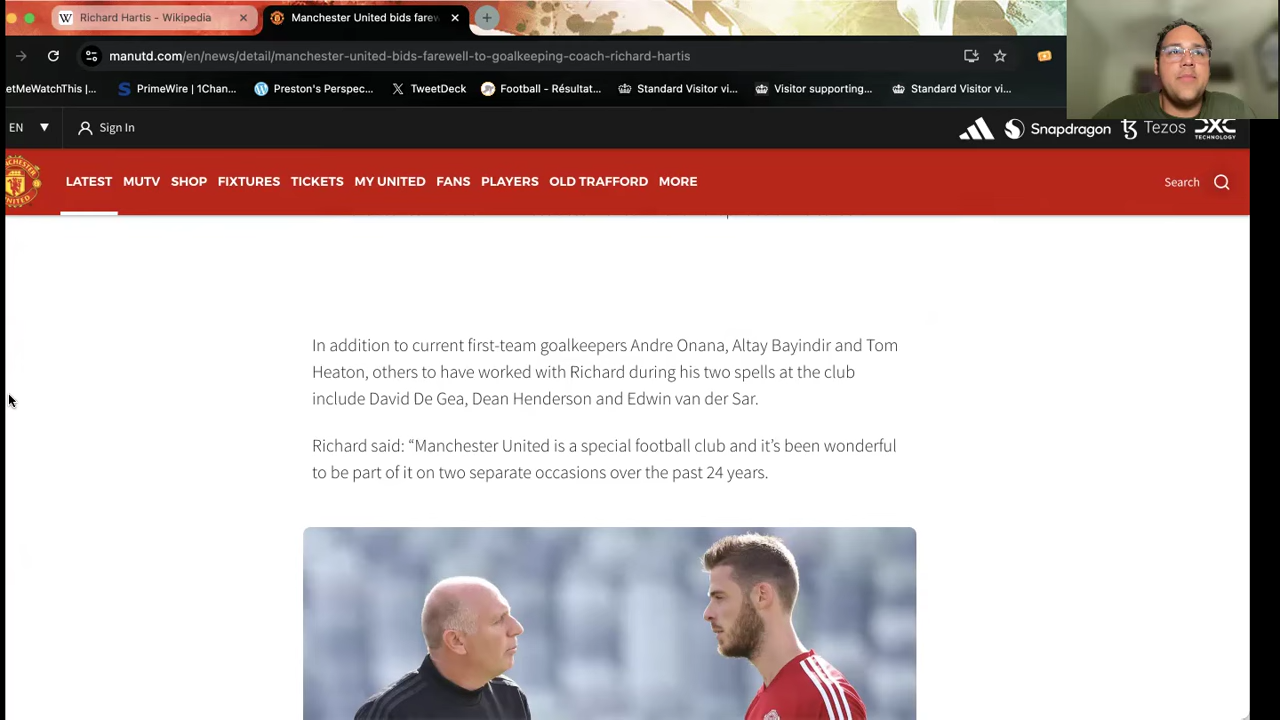 Richard Hartis - Wikipedia
Manchester United bids farew
manutd.com/en/news/detail/manchester-united-bids-farewell-to-goalkeeping-coach-richard-hartis
etMeWatchThis |...
PrimeWire | 1Chan...
Preston's Perspec...
TweetDeck
Football - Résultat...
Standard Visitor vi...
Visitor supporting...
Standard Visitor vi...
EN
Sign In
Snapdragon
Tezos
DXC TECHNOLOGY
LATEST MUTV SHOP FIXTURES TICKETS MY UNITED FANS PLAYERS OLD TRAFFORD MORE
Search
In addition to current first-team goalkeepers Andre Onana, Altay Bayindir and Tom
Heaton, others to have worked with Richard during his two spells at the club
include David De Gea, Dean Henderson and Edwin van der Sar.
Richard said: “Manchester United is a special football club and it’s been wonderful
to be part of it on two separate occasions over the past 24 years.